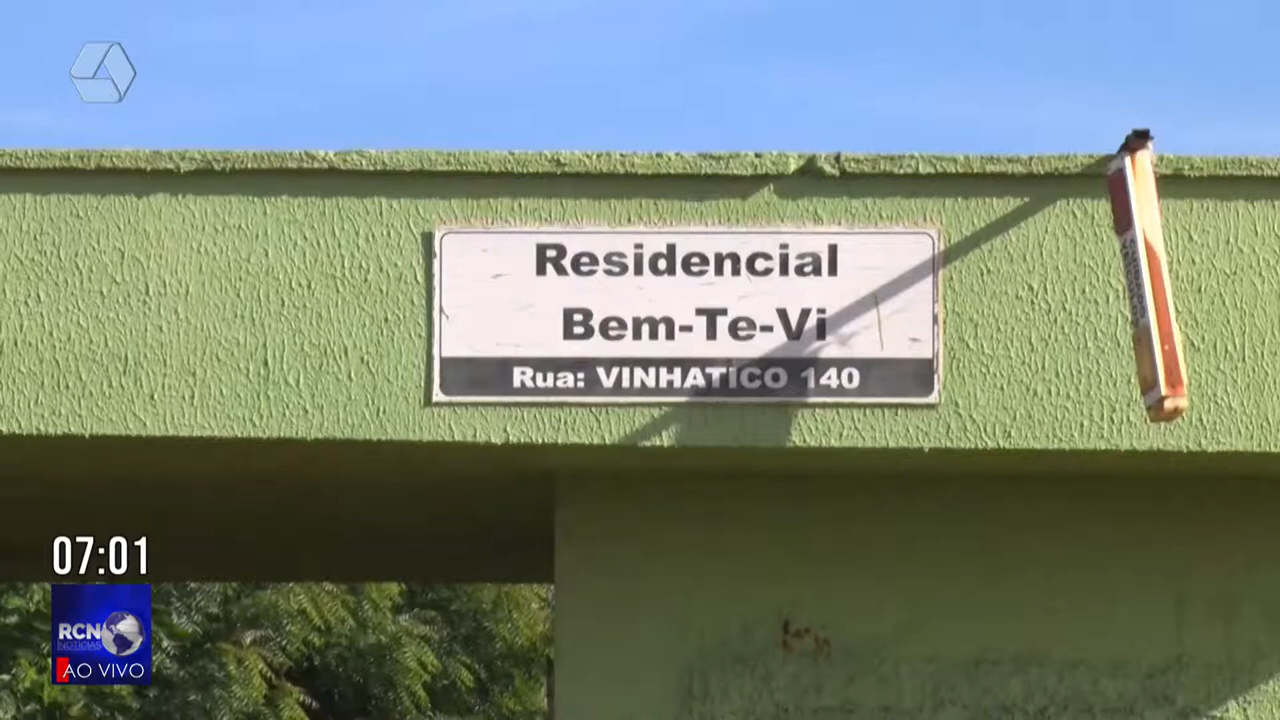 Residencial
Bem-Te-Vi
Rua: VINHATICO 140
07:01
RCN
NOTÍCIAS
AO VIVO